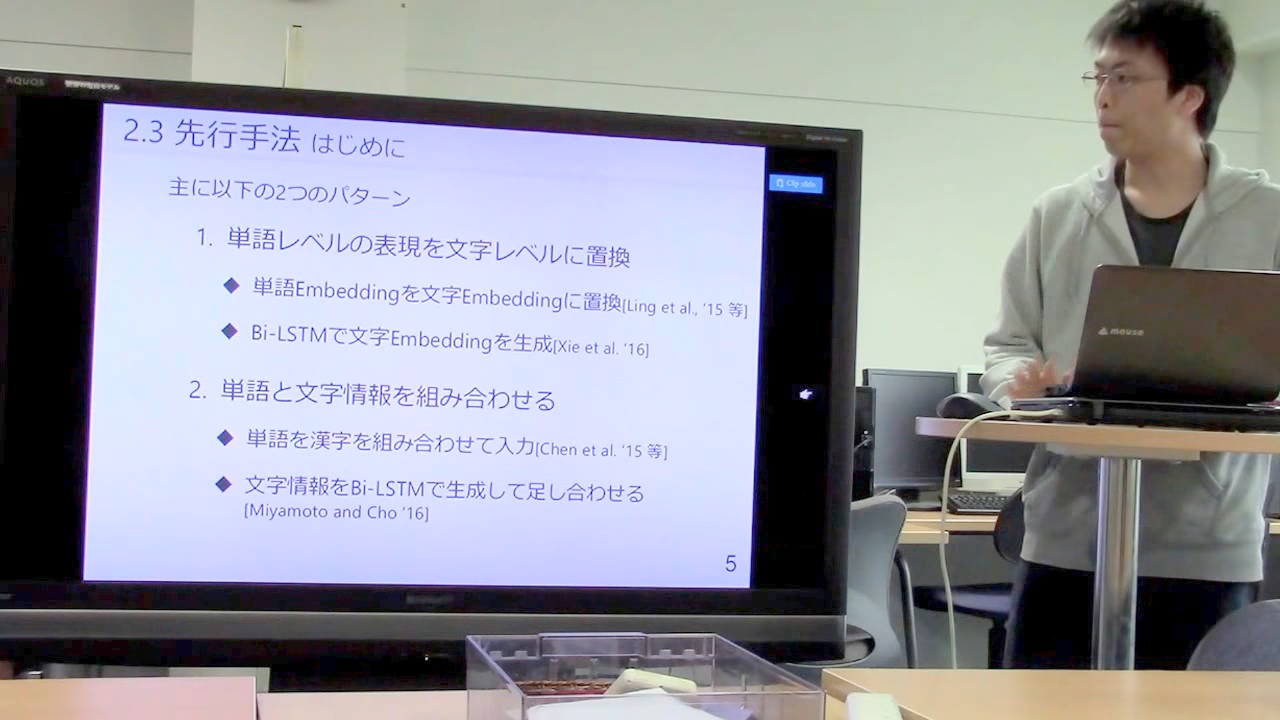 AQUOS
2.3 先行手法 はじめに
Clip slide
主に以下の2つのパターン
1. 単語レベルの表現を文字レベルに置換
◆ 単語Embeddingを文字Embeddingに置換[Ling et al., '15 等]
◆ Bi-LSTMで文字Embeddingを生成[Xie et al. '16]
2. 単語と文字情報を組み合わせる
◆ 単語を漢字を組み合わせて入力[Chen et al. '15 等]
◆ 文字情報をBi-LSTMで生成して足し合わせる
[Miyamoto and Cho '16]
5
mouse